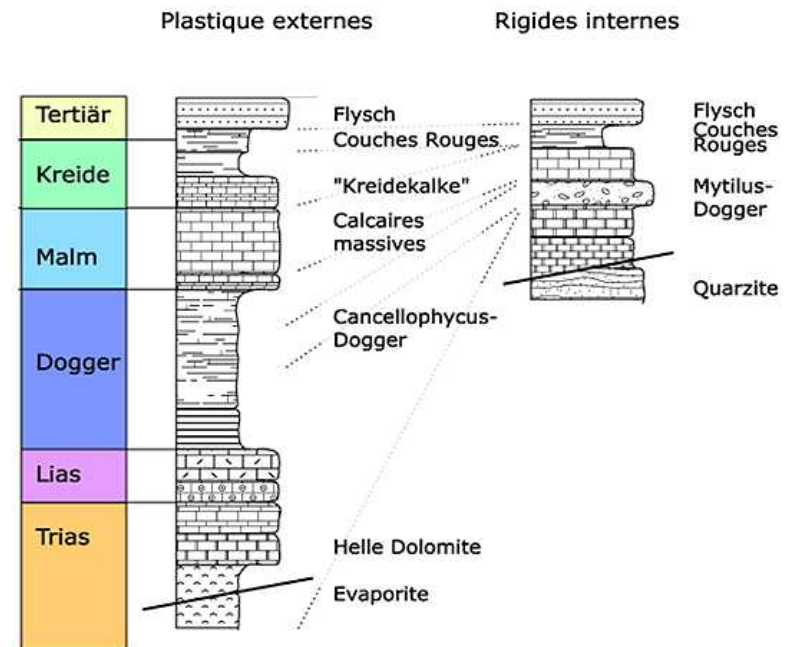 Plastique externes
Rigides internes
Tertiär
Kreide
Malm
Dogger
Lias
Trias
Flysch
Couches Rouges
"Kreidekalke"
Calcaires
massives
Cancellophycus-
Dogger
Helle Dolomite
Evaporite
Flysch
Couches
Rouges
Mytilus-
Dogger
Quarzite